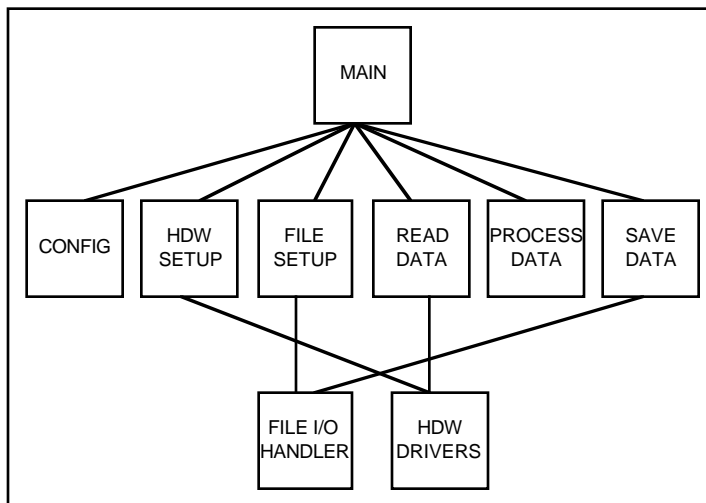 MAIN
CONFIG
HDW
SETUP
FILE
SETUP
READ
DATA
PROCESS
DATA
SAVE
DATA
FILE I/O
HANDLER
HDW
DRIVERS